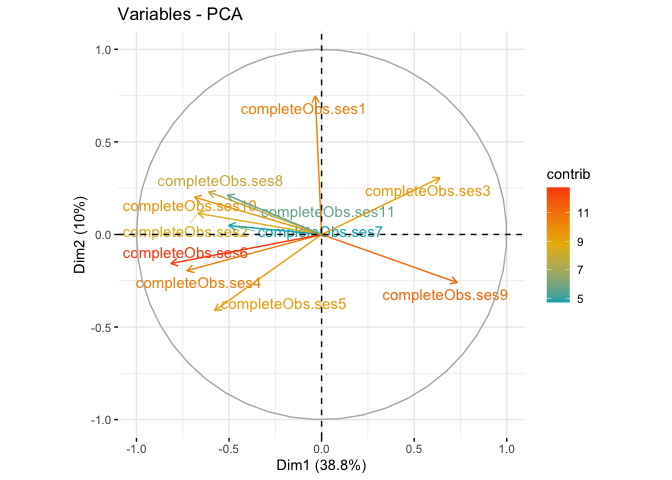 Variables - PCA
1.0
0.5
0.0
-0.5
-1.0
Dim2 (10%)
completeObs.ses1
completeObs.ses8
completeObs.ses3
completeObs.ses10
completeObs.ses11
completeObs.ses2
completeObs.ses7
completeObs.ses6
completeObs.ses4
completeObs.ses9
completeObs.ses5
-1.0
-0.5
0.0
0.5
1.0
Dim1 (38.8%)
contrib
11
9
7
5